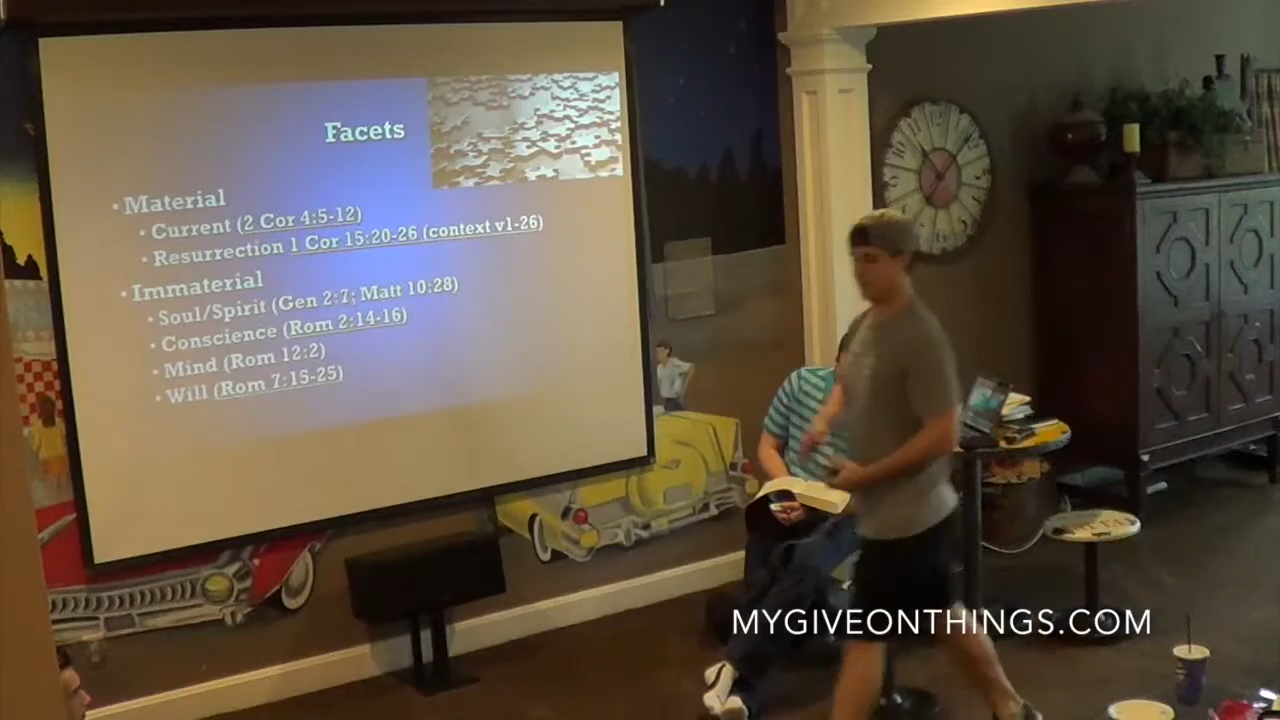 Facets
• Material
• Current (2 Cor 4:5-12)
• Resurrection 1 Cor 15:20-26 (context v1-26)
• Immaterial
• Soul/Spirit (Gen 2:7; Matt 10:28)
• Conscience (Rom 2:14-16)
• Mind (Rom 12:2)
• Will (Rom 7:15-25)
MYGIVEONTHINGS.COM